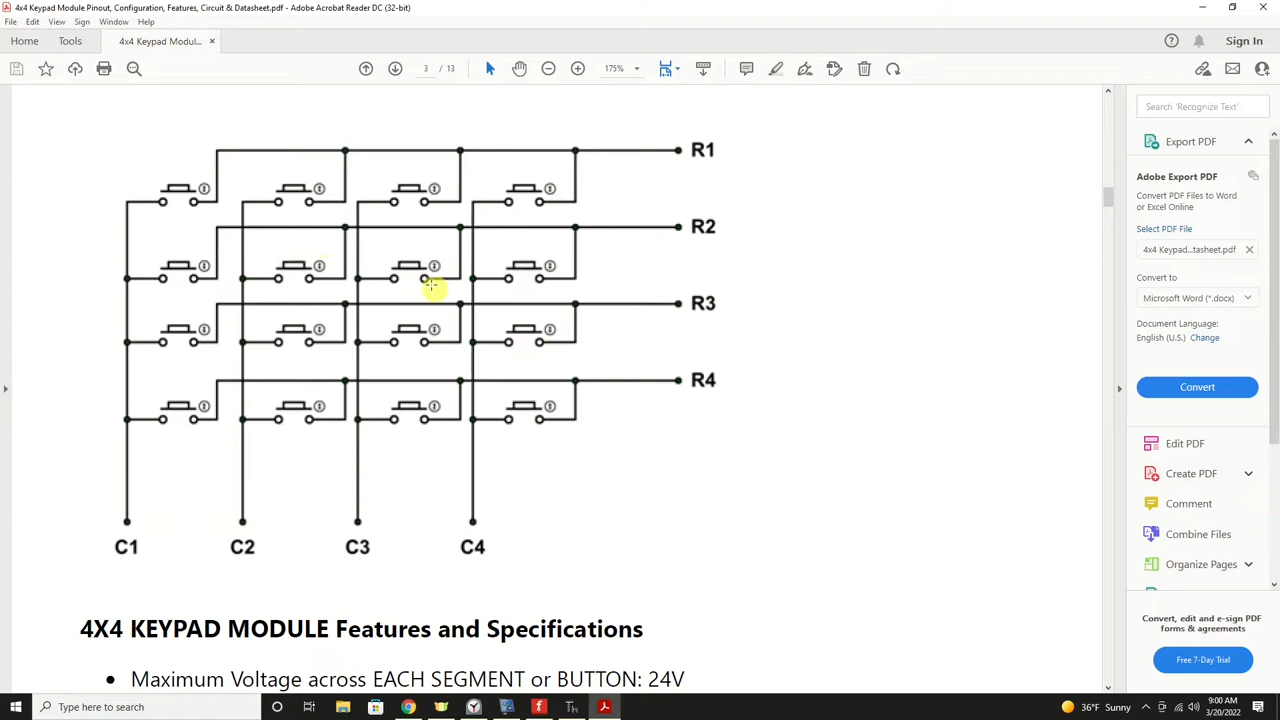 4x4 Keypad Module Pinout, Configuration, Features, Circuit & Datasheet.pdf - Adobe Acrobat Reader DC (32-bit)
File Edit View Sign Window Help
Home Tools 4x4 Keypad Modul... × Sign In
3 / 13 175% Search 'Recognize Text'
R1
Export PDF
Adobe Export PDF
Convert PDF Files to Word
or Excel Online
R2
Select PDF File
4x4 Keypad...tasheet.pdf
Convert to
R3
Microsoft Word (*.docx)
Document Language:
English (U.S.) Change
R4
Convert
Edit PDF
Create PDF
Comment
Combine Files
C1 C2 C3 C4
Organize Pages
4X4 KEYPAD MODULE Features and Specifications
Convert, edit and e-sign PDF
forms & agreements
Free 7-Day Trial
• Maximum Voltage across EACH SEGMENT or BUTTON: 24V
Type here to search
36°F Sunny
9:00 AM
3/20/2022